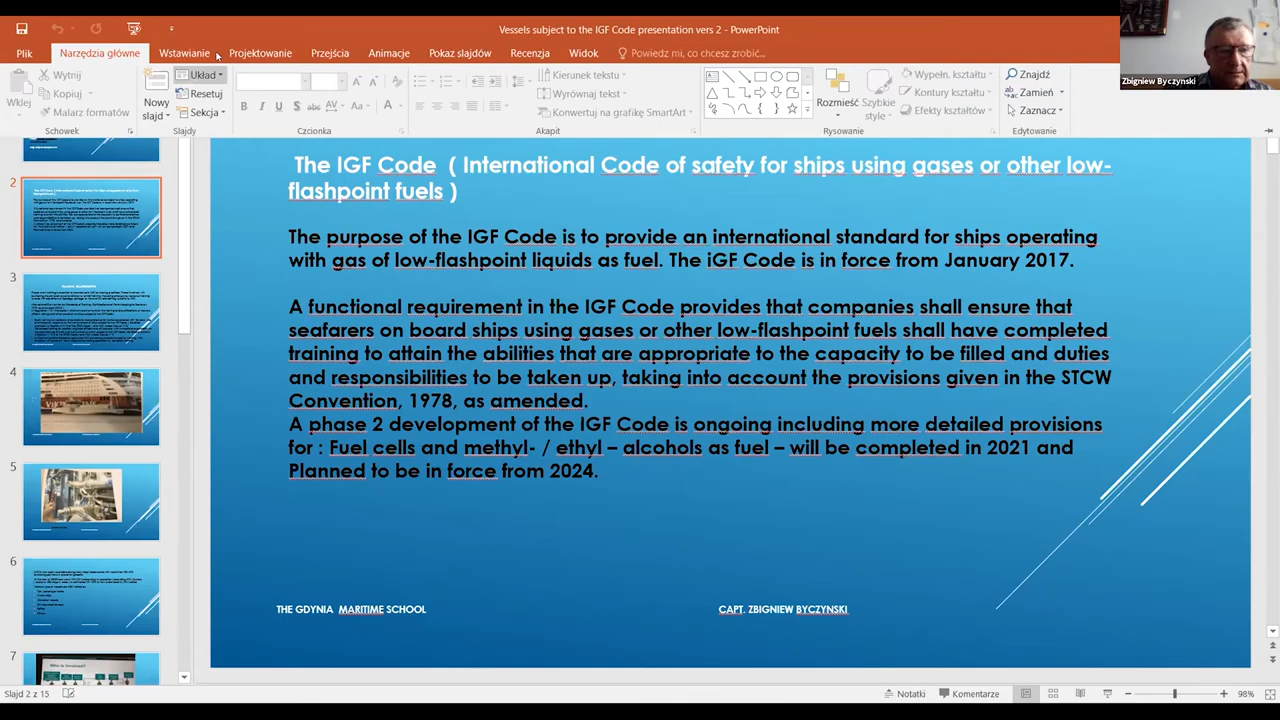 Vessels subject to the IGF Code presentation vers 2 - PowerPoint
Plik Narzędzia główne Wstawianie Projektowanie Przejścia Animacje Pokaz slajdów Recenzja Widok Powiedz mi, co chcesz zrobić...
Zbigniew Byczynski
Wklej
Wytnij
Kopiuj
Malarz formatów
Schowek
Nowy slajd
Układ
Resetuj
Sekcja
Slajdy
Czcionka
Kierunek tekstu
Wyrównaj tekst
Konwertuj na grafikę SmartArt
Akapit
Rozmieść
Szybkie style
Wypełn. kształtu
Kontury kształtu
Efekty kształtu
Rysowanie
Znajdź
Zamień
Zaznacz
Edytowanie
2
3
4
5
6
7
The IGF Code ( International Code of safety for ships using gases or other low-
flashpoint fuels )
The purpose of the IGF Code is to provide an international standard for ships operating
with gas of low-flashpoint liquids as fuel. The iGF Code is in force from January 2017.
A functional requirement in the IGF Code provides that companies shall ensure that
seafarers on board ships using gases or other low-flashpoint fuels shall have completed
training to attain the abilities that are appropriate to the capacity to be filled and duties
and responsibilities to be taken up, taking into account the provisions given in the STCW
Convention, 1978, as amended.
A phase 2 development of the IGF Code is ongoing including more detailed provisions
for : Fuel cells and methyl- / ethyl – alcohols as fuel – will be completed in 2021 and
Planned to be in force from 2024.
THE GDYNIA MARITIME SCHOOL
CAPT. ZBIGNIEW BYCZYNSKI
Slajd 2 z 15
Notatki
Komentarze
98%